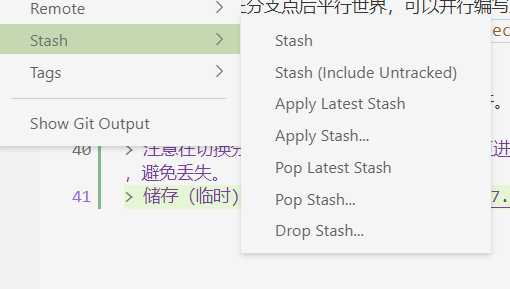 Remote
Stash
Tags
Show Git Output
Stash
Stash (Include Untracked)
Apply Latest Stash
Apply Stash...
Pop Latest Stash
Pop Stash...
Drop Stash...
分支点后平行世界，可以并行编写
40 > 注意在切换
，避免丢失。
41 > 储存（临时）